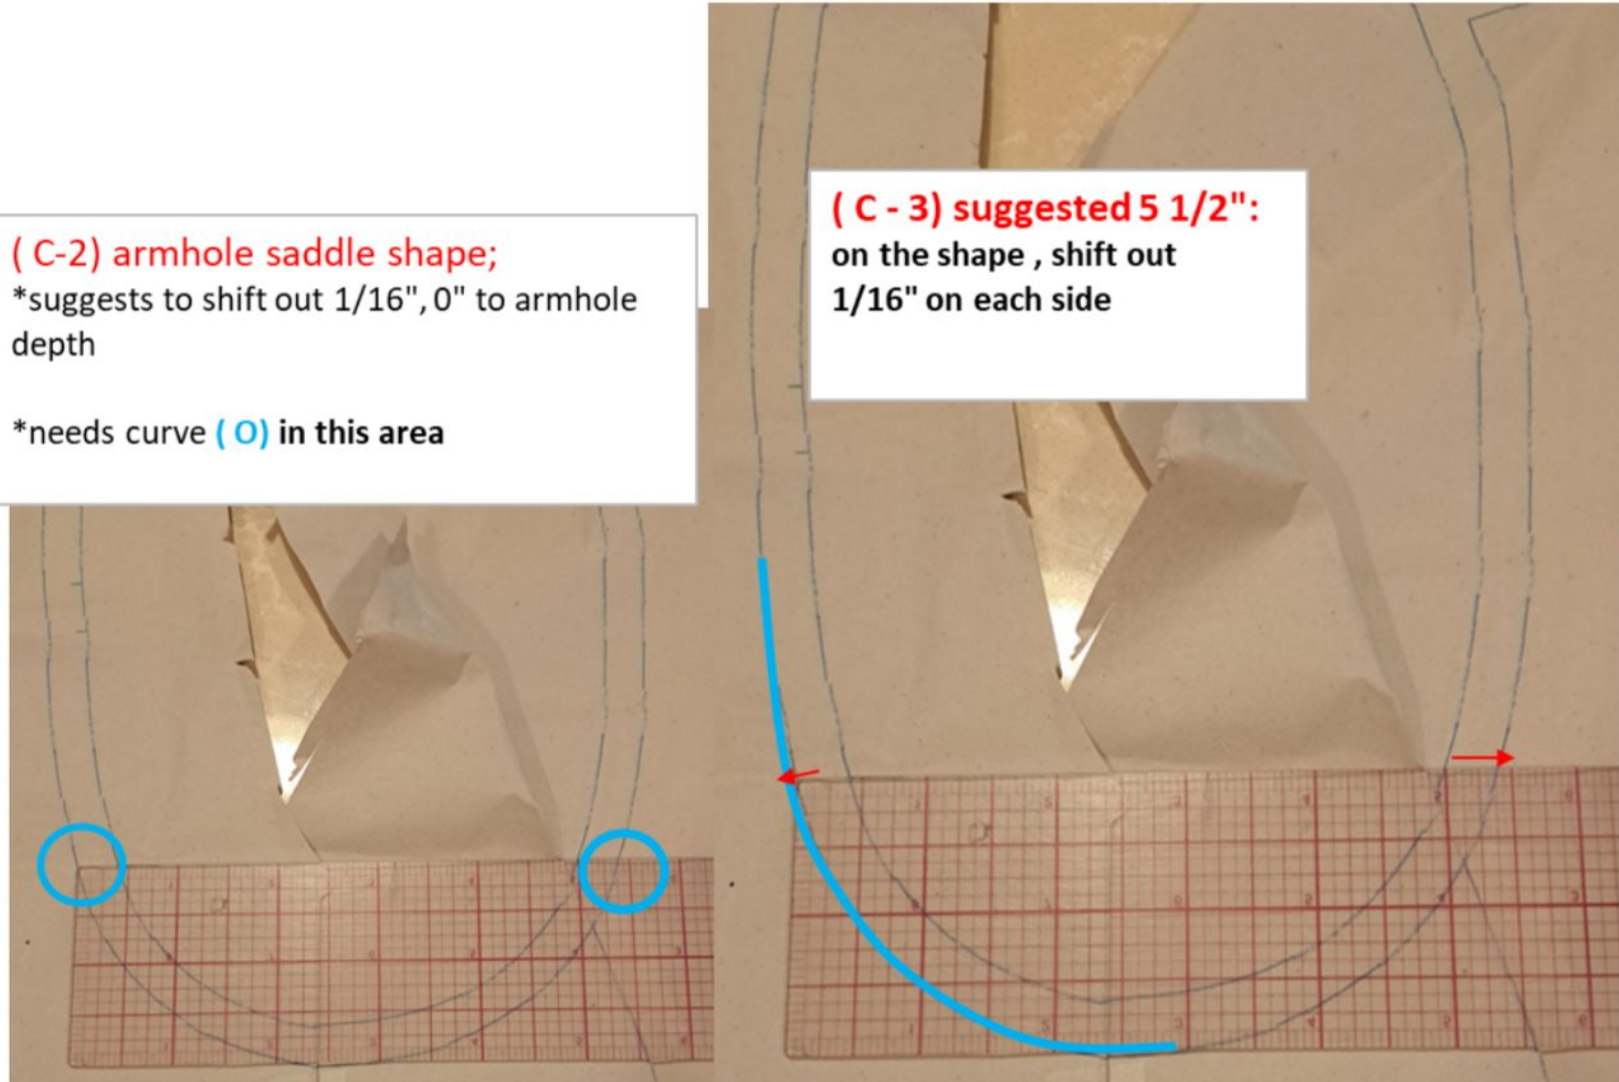 ( C-2) armhole saddle shape;
*suggests to shift out 1/16", 0" to armhole
depth
*needs curve ( O) in this area
( C - 3) suggested 5 1/2":
on the shape , shift out
1/16" on each side